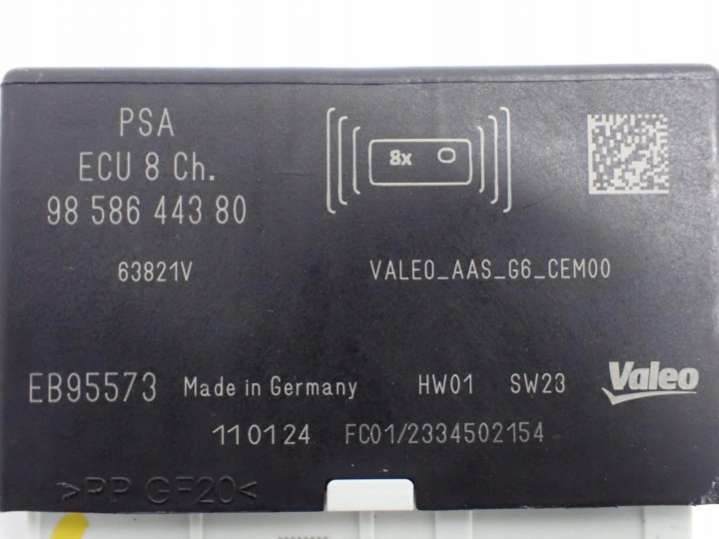 PSA
ECU 8 Ch.
98 586 443 80
8x
63821V
VALEO_AAS_G6_CEM00
EB95573 Made in Germany HW01 SW23 Valeo
110124 FC01/2334502154
>PP GF20<